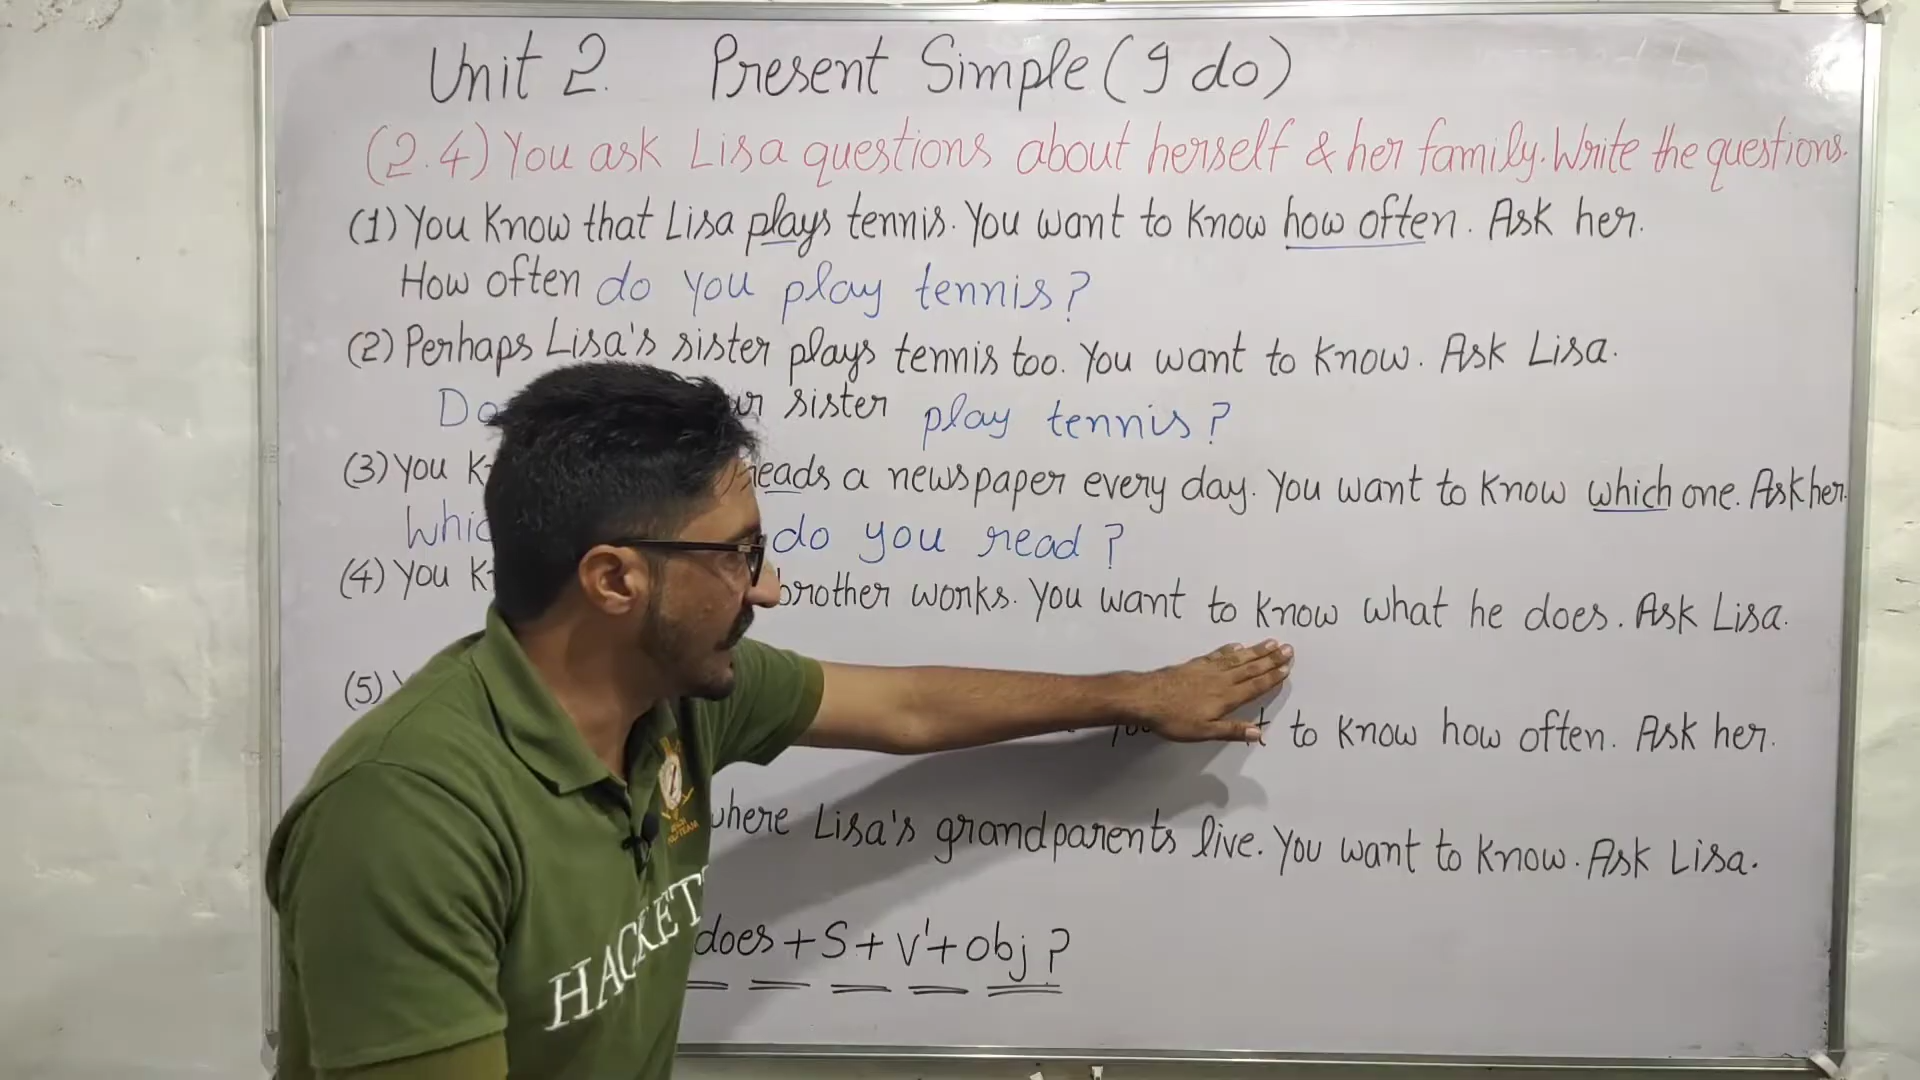 Unit 2. Present Simple (I do)
(2.4) You ask Lisa questions about herself & her family. Write the questions.
(1) You know that Lisa plays tennis. You want to know how often. Ask her.
How often do you play tennis?
(2) Perhaps Lisa's sister plays tennis too. You want to know. Ask Lisa.
sister play tennis?
(3) You a newspaper every day. You want to know which one. Ask her.
do you read?
(4) You brother works. You want to know what he does. Ask Lisa.
(5) to know how often. Ask her.
where Lisa's grandparents live. You want to know. Ask Lisa.
does + S + V¹ + obj ?
HACKET